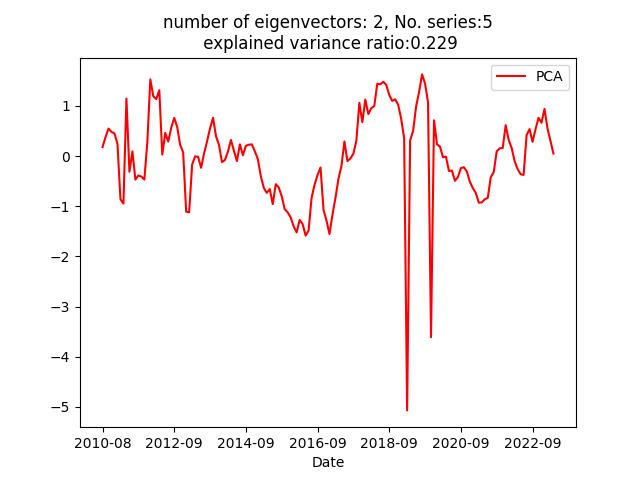 number of eigenvectors: 2, No. series:5
explained variance ratio:0.229
PCA
1
0
−1
−2
−3
−4
−5
2010-08 2012-09 2014-09 2016-09 2018-09 2020-09 2022-09
Date